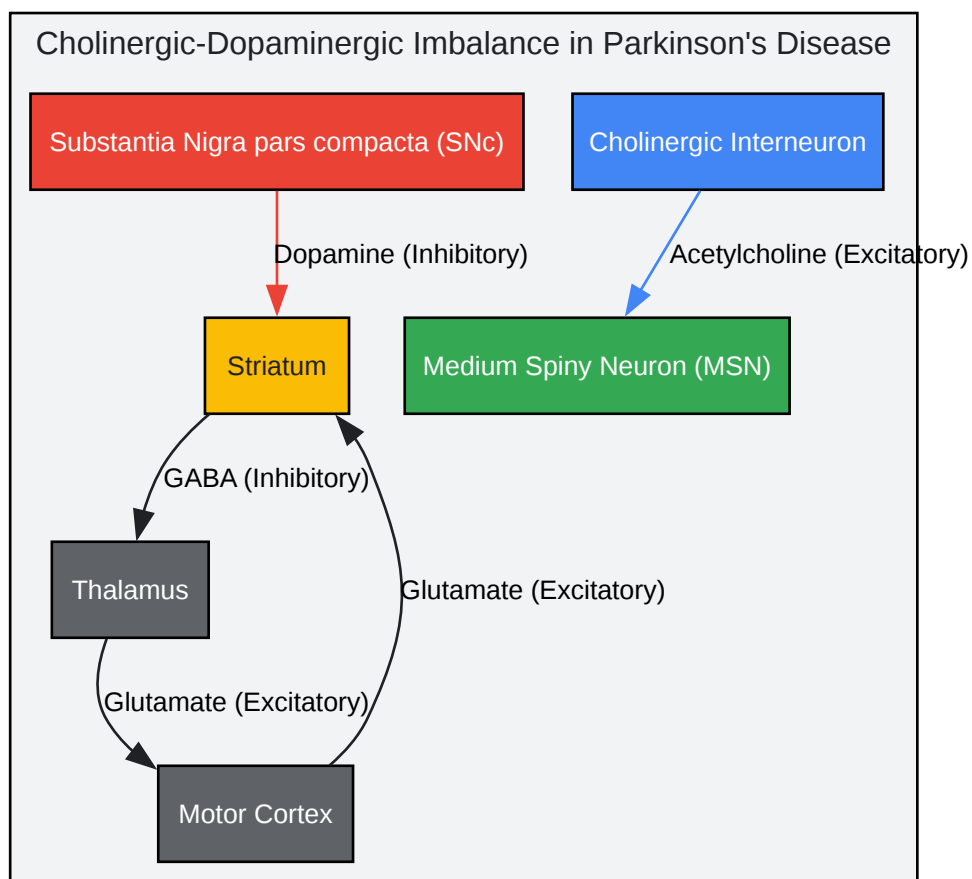 Cholinergic-Dopaminergic Imbalance in Parkinson's Disease
Substantia Nigra pars compacta (SNc)
Cholinergic Interneuron
Dopamine (Inhibitory)
Acetylcholine (Excitatory)
Striatum
Medium Spiny Neuron (MSN)
GABA (Inhibitory)
Thalamus
Glutamate (Excitatory)
Glutamate (Excitatory)
Motor Cortex